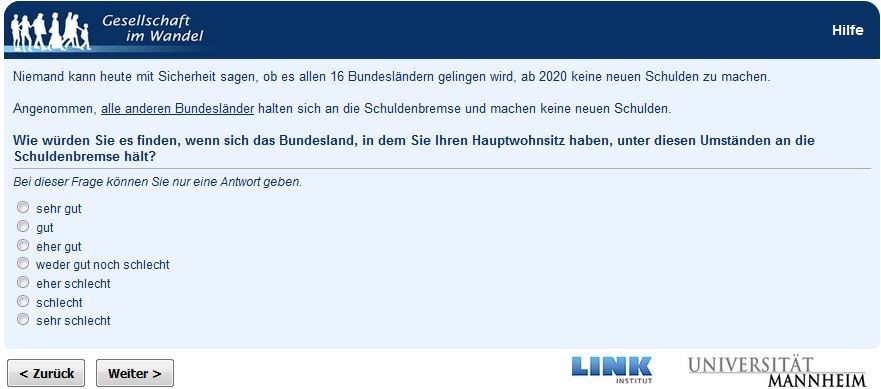 Gesellschaft
im Wandel
Hilfe
Niemand kann heute mit Sicherheit sagen, ob es allen 16 Bundesländern gelingen wird, ab 2020 keine neuen Schulden zu machen.
Angenommen, alle anderen Bundesländer halten sich an die Schuldenbremse und machen keine neuen Schulden.
Wie würden Sie es finden, wenn sich das Bundesland, in dem Sie Ihren Hauptwohnsitz haben, unter diesen Umständen an die
Schuldenbremse hält?
Bei dieser Frage können Sie nur eine Antwort geben.
sehr gut
gut
eher gut
weder gut noch schlecht
eher schlecht
schlecht
sehr schlecht
< Zurück
Weiter >
LINK
INSTITUT
UNIVERSITÄT
MANNHEIM